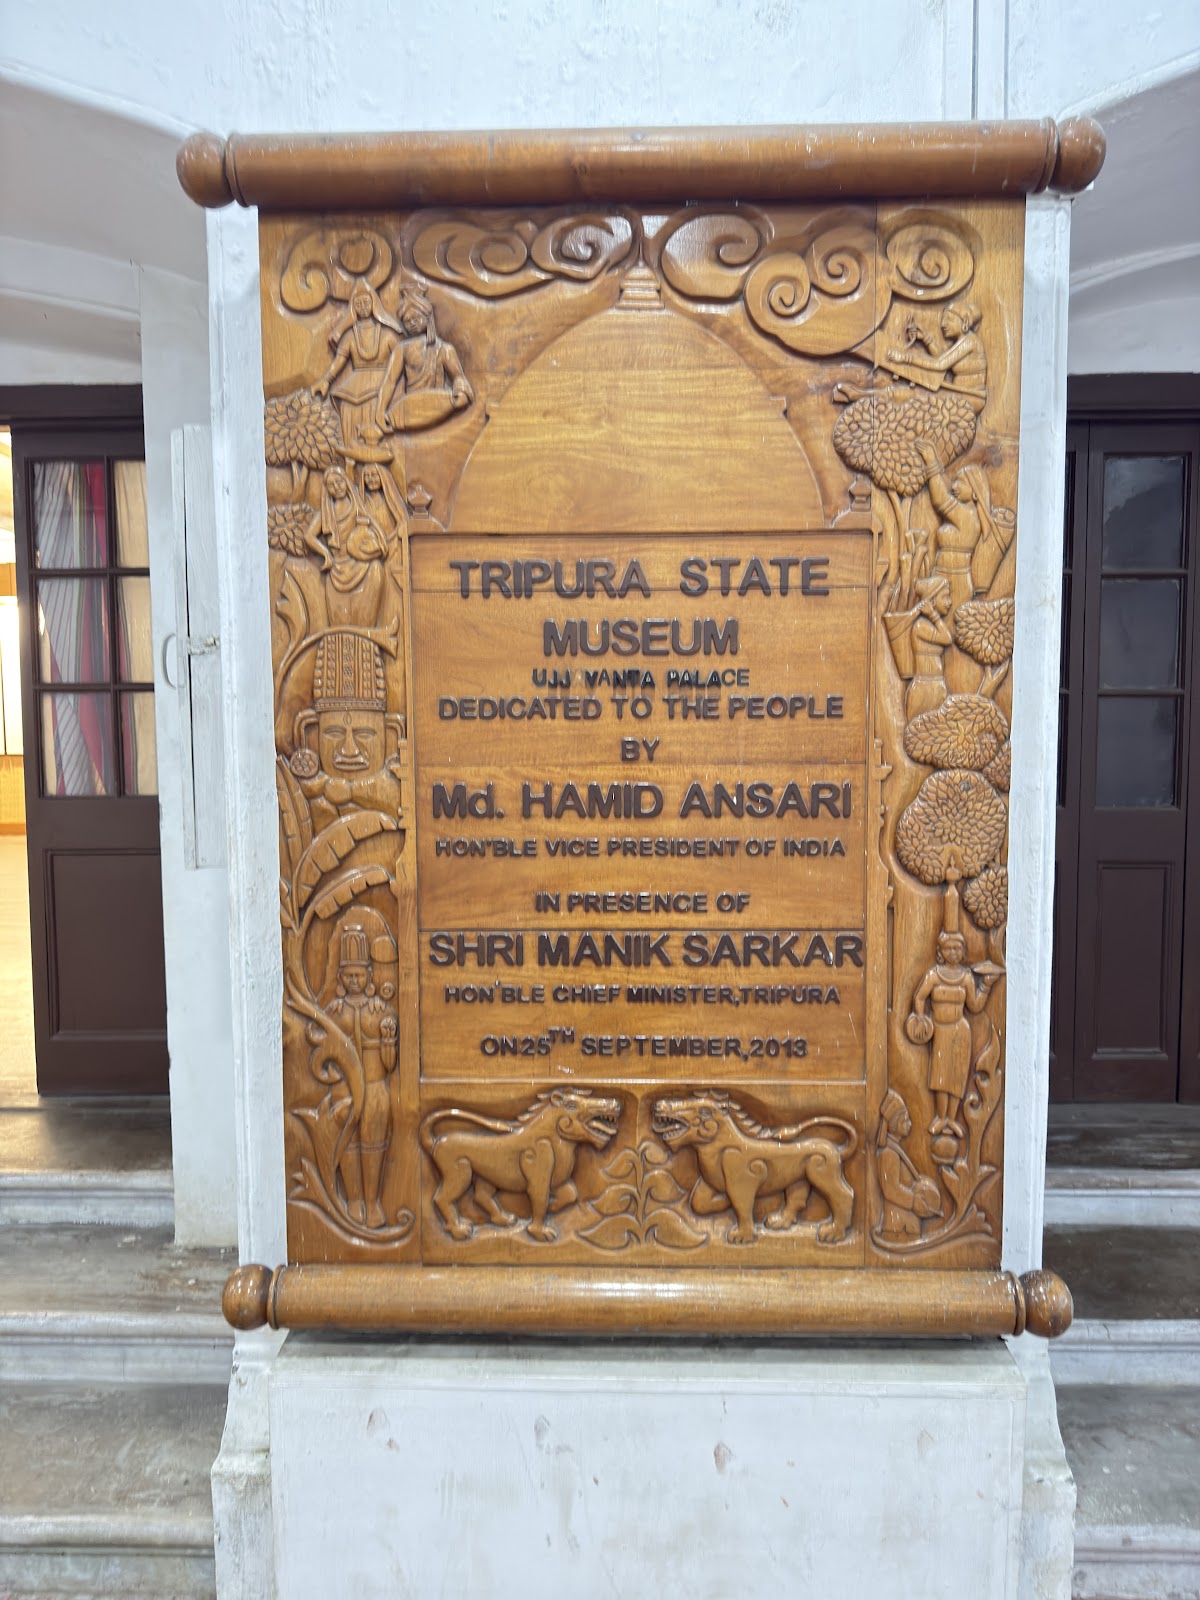 TRIPURA STATE
MUSEUM
UJJ YANTA PALACE
DEDICATED TO THE PEOPLE
BY
Md. HAMID ANSARI
HON'BLE VICE PRESIDENT OF INDIA
IN PRESENCE OF
SHRI MANIK SARKAR
HON'BLE CHIEF MINISTER,TRIPURA
ON25TH SEPTEMBER,2013